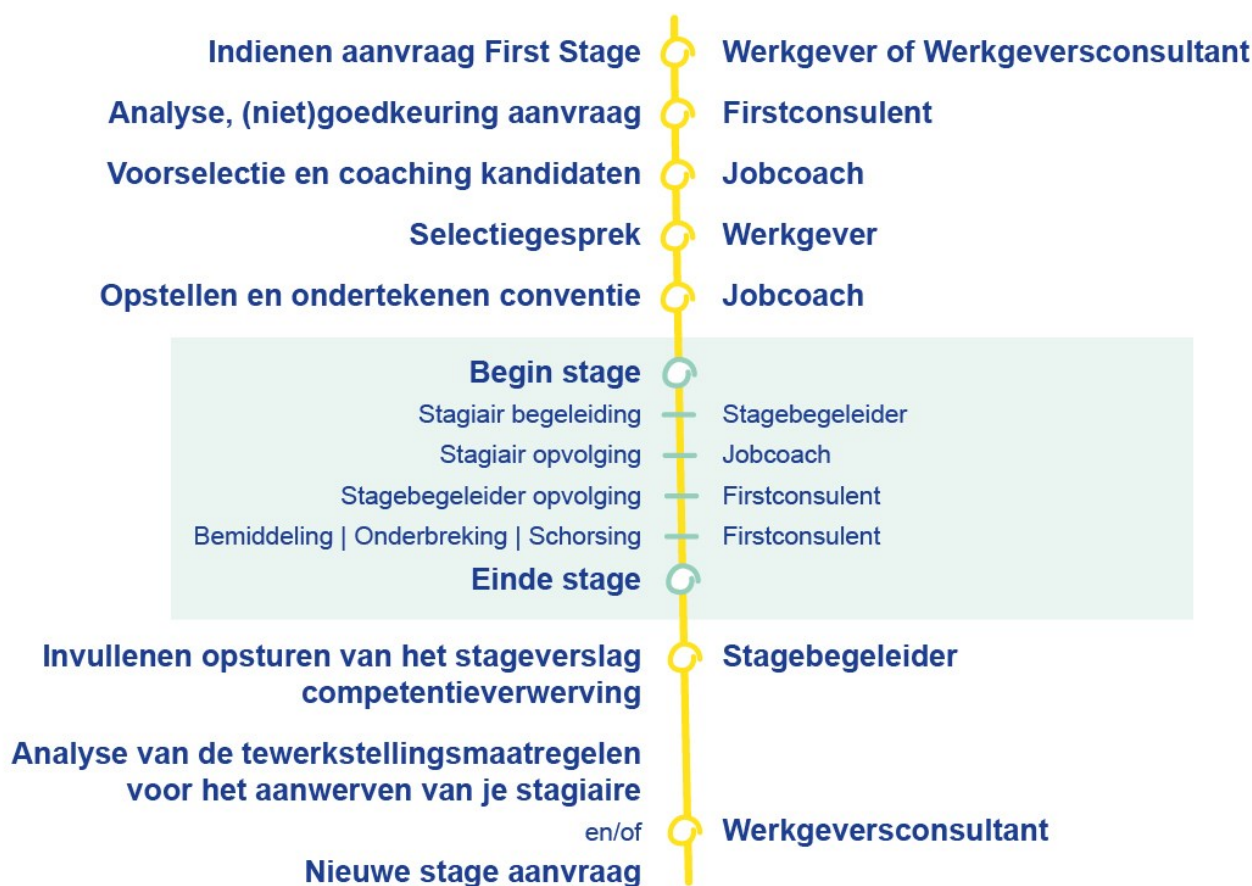 Indienen aanvraag First Stage Werkgever of Werkgeversconsultant
Analyse, (niet)goedkeuring aanvraag Firstconsulent
Voorselectie en coaching kandidaten Jobcoach
Selectiegesprek Werkgever
Opstellen en ondertekenen conventie Jobcoach
Begin stage
Stagiair begeleiding Stagebegeleider
Stagiair opvolging Jobcoach
Stagebegeleider opvolging Firstconsulent
Bemiddeling | Onderbreking | Schorsing Firstconsulent
Einde stage
Invullenen opsturen van het stageverslag Stagebegeleider
competentieverwerving
Analyse van de tewerkstellingsmaatregelen
voor het aanwerven van je stagiaire
en/of Werkgeversconsultant
Nieuwe stage aanvraag